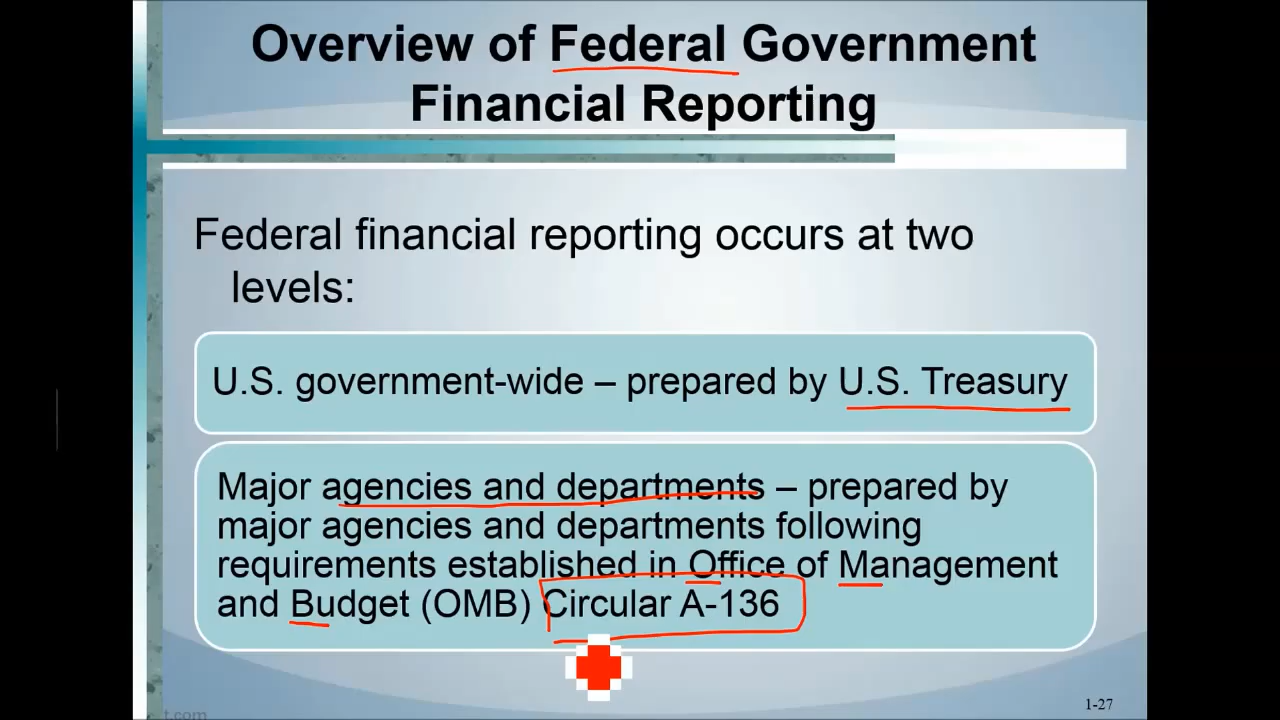 Overview of Federal Government
Financial Reporting
Federal financial reporting occurs at two
levels:
U.S. government-wide – prepared by U.S. Treasury
Major agencies and departments – prepared by
major agencies and departments following
requirements established in Office of Management
and Budget (OMB) Circular A-136
1-27
t.com